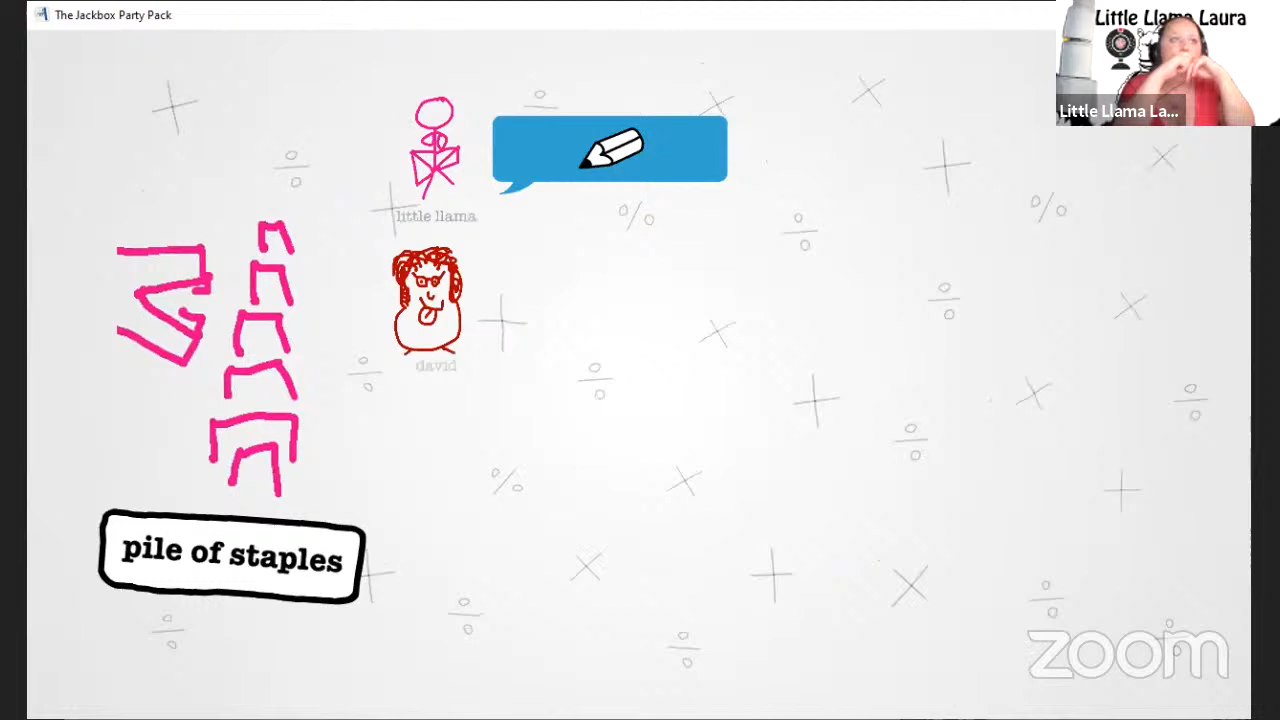 The Jackbox Party Pack
Little Llama Laura
Little Llama La...
little llama
david
pile of staples
zoom